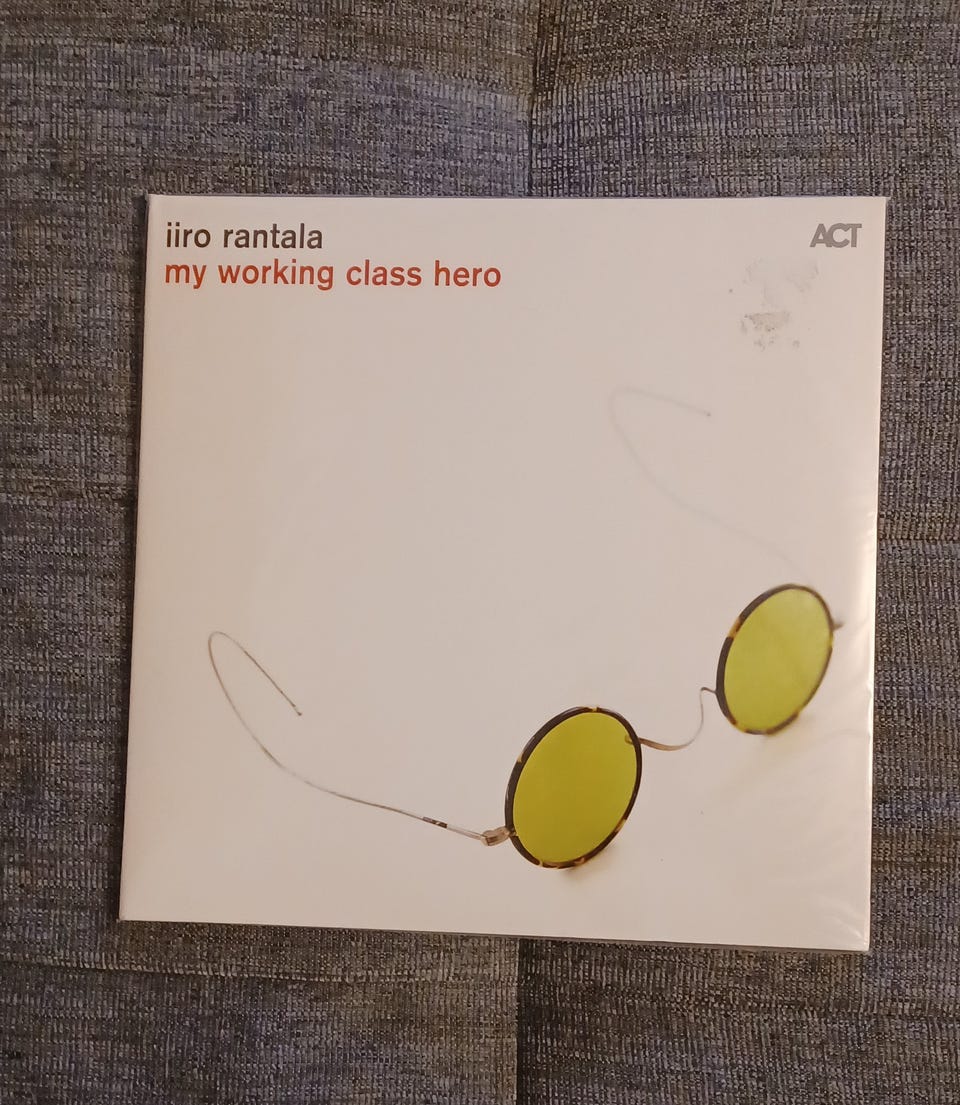 iiro rantala
ACT
my working class hero